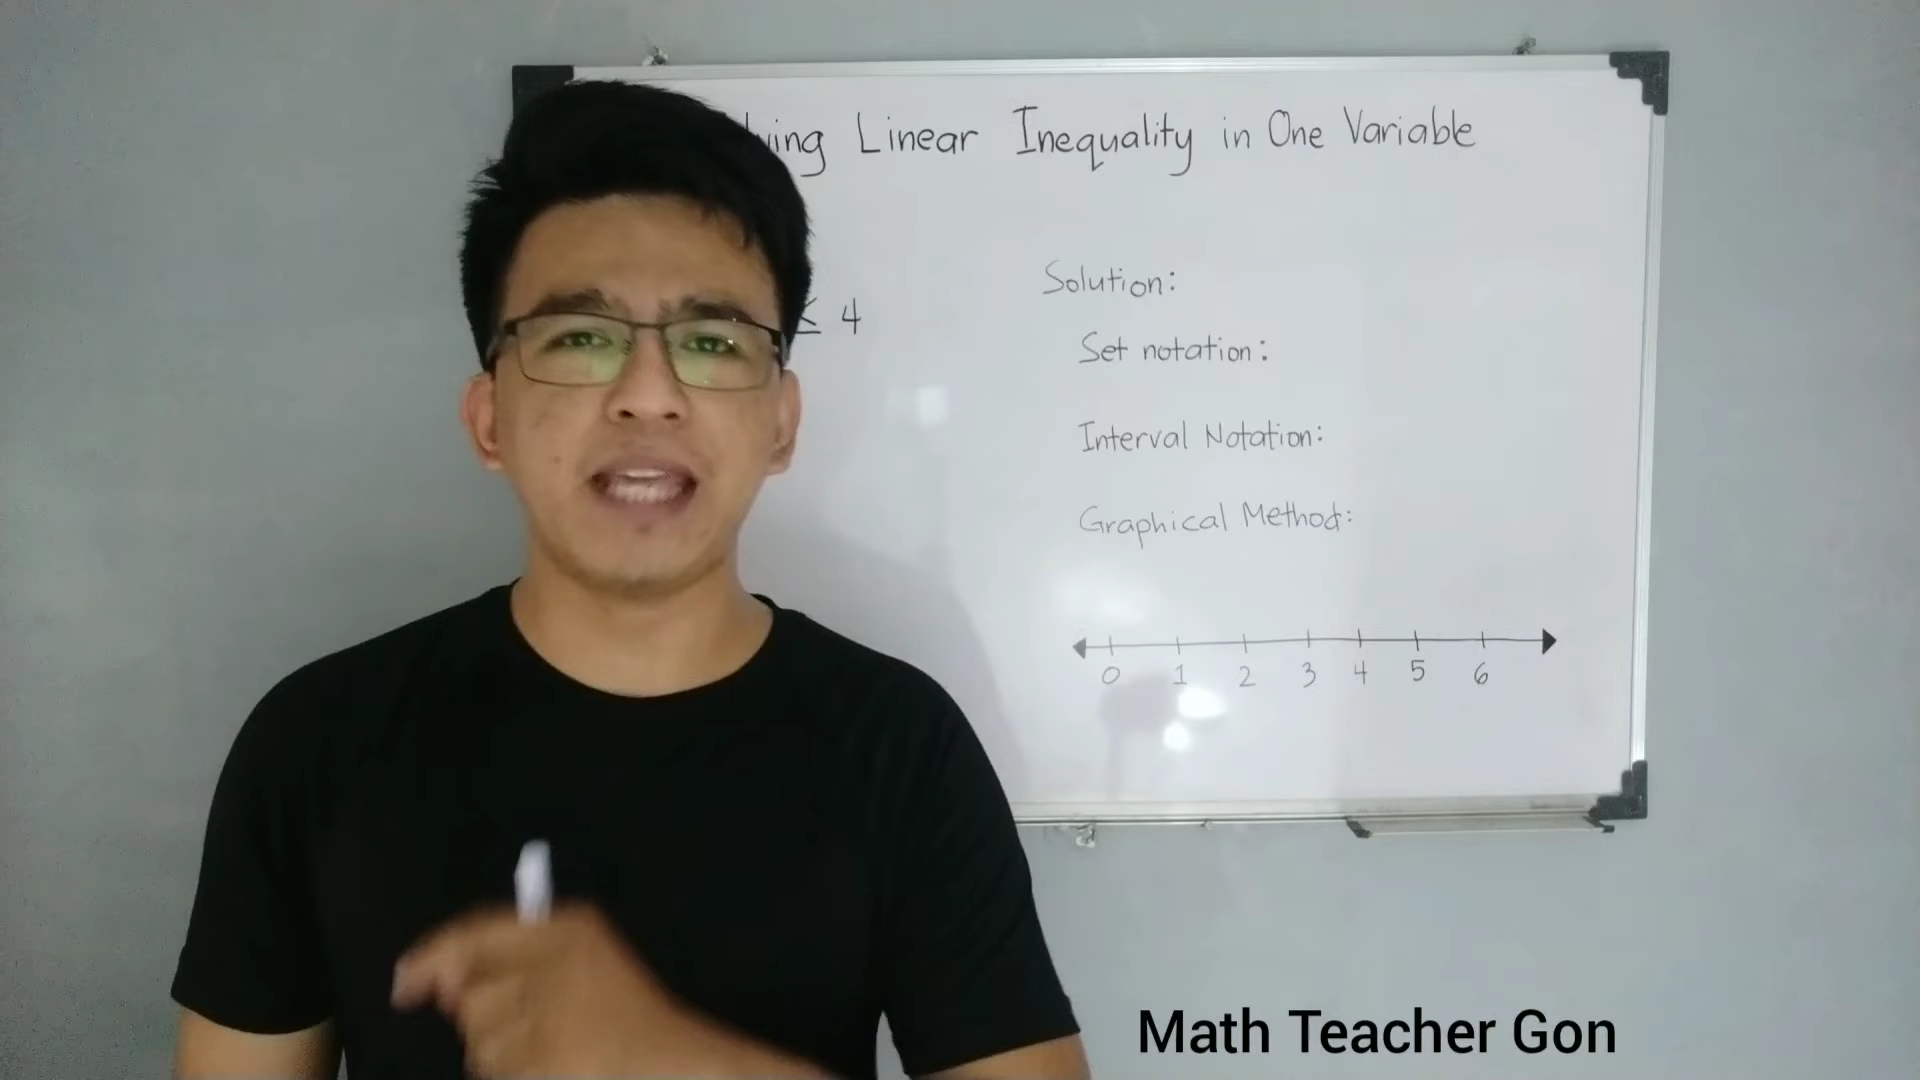 Linear Inequality in One Variable
≤ 4
Solution:
Set notation:
Interval Notation:
Graphical Method:
0 1 2 3 4 5 6
Math Teacher Gon